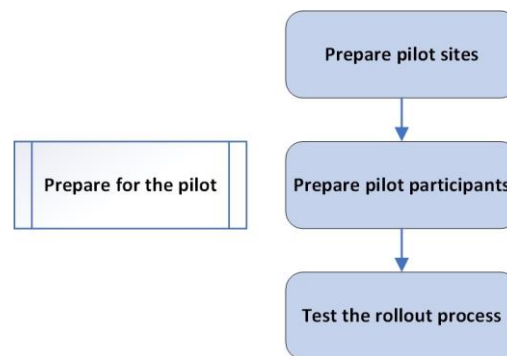 Prepare pilot sites
Prepare for the pilot
Prepare pilot participants
Test the rollout process